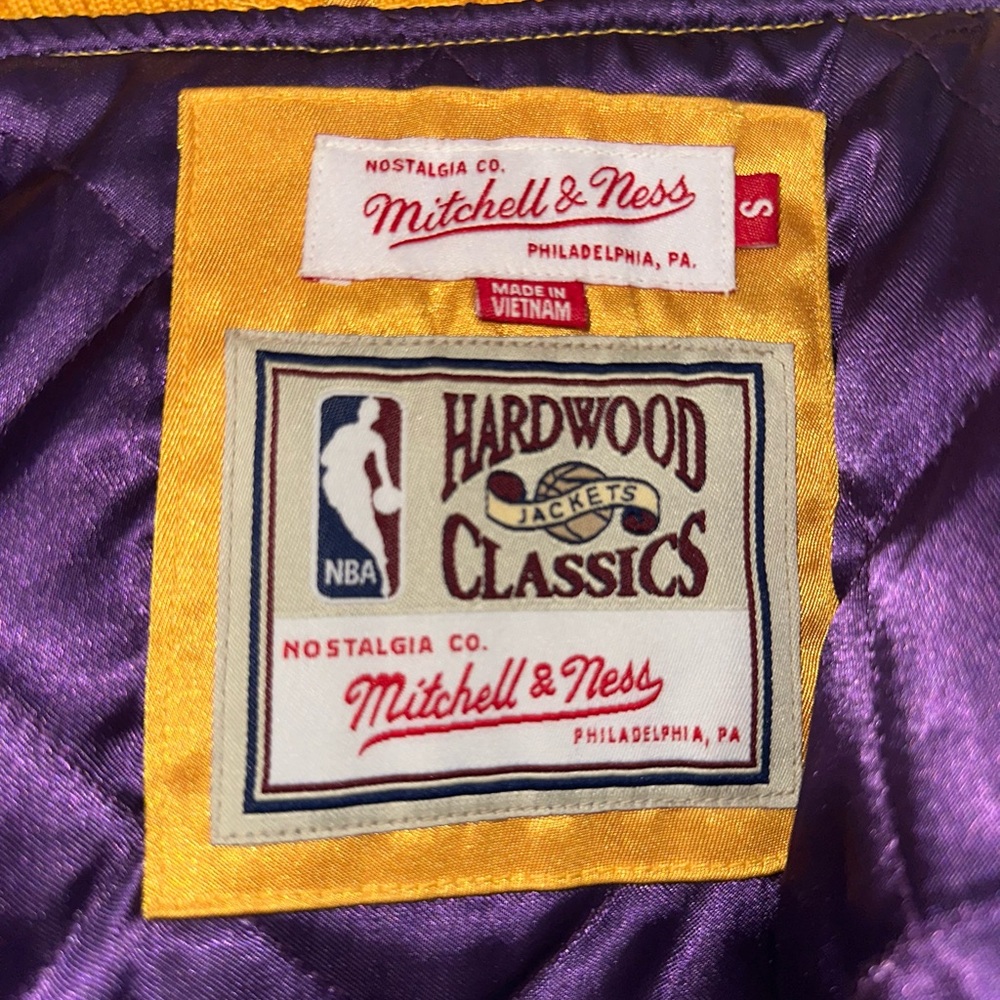 NOSTALGIA CO.
Mitchell & Ness
PHILADELPHIA, PA.
S
MADE IN
VIETNAM
HARDWOOD
JACKETS
CLASSICS
NBA
NOSTALGIA CO.
Mitchell & Ness
PHILADELPHIA, PA